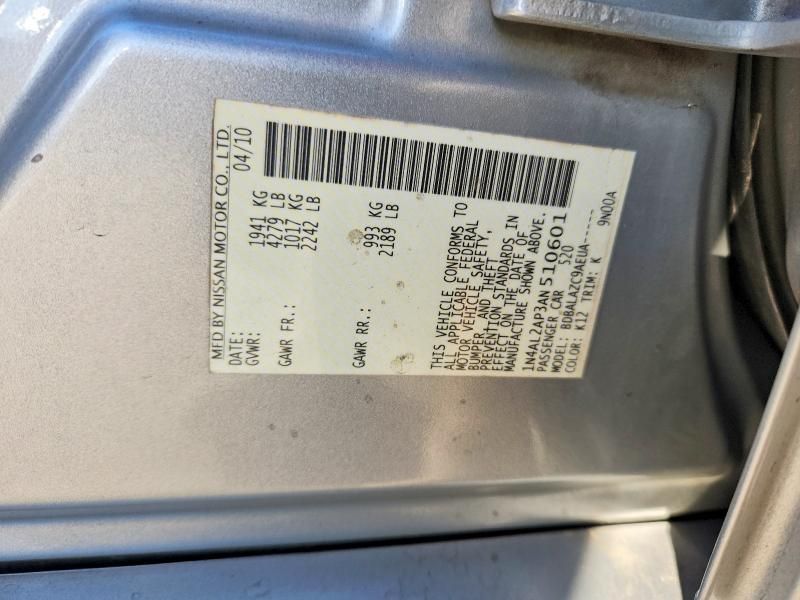 MFD BY NISSAN MOTOR CO., LTD.
DATE: 04/10
GVWR: 1941 KG
4279 LB
GAWR FR.: 1017 KG
2242 LB
GAWR RR.: 993 KG
2189 LB
THIS VEHICLE CONFORMS TO
ALL APPLICABLE FEDERAL
MOTOR VEHICLE SAFETY,
BUMPER, AND THEFT
PREVENTION STANDARDS IN
EFFECT ON THE DATE OF
MANUFACTURE SHOWN ABOVE.
1N4AL2AP3AN510601
PASSENGER CAR 520
MODEL: BDBALAZC9AEUA-----
COLOR: K12 TRIM: K 9N00A